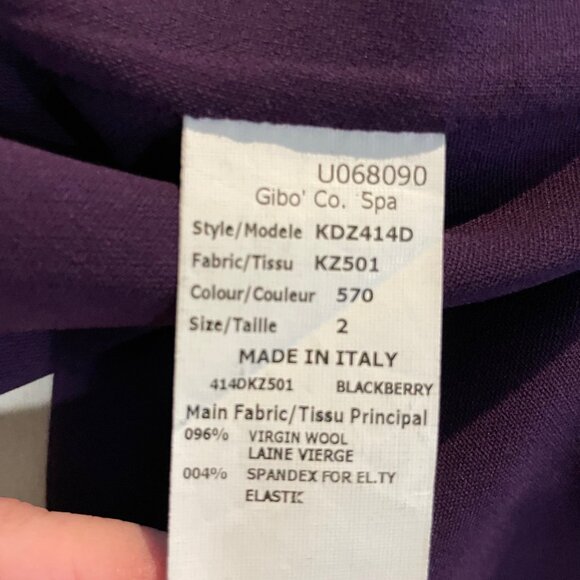 U068090
Gibo' Co. Spa
Style/Modele KDZ414D
Fabric/Tissu KZ501
Colour/Couleur 570
Size/Taille 2
MADE IN ITALY
414DKZ501 BLACKBERRY
Main Fabric/Tissu Principal
096% VIRGIN WOOL
LAINE VIERGE
004% SPANDEX FOR EL.TY
ELASTIC